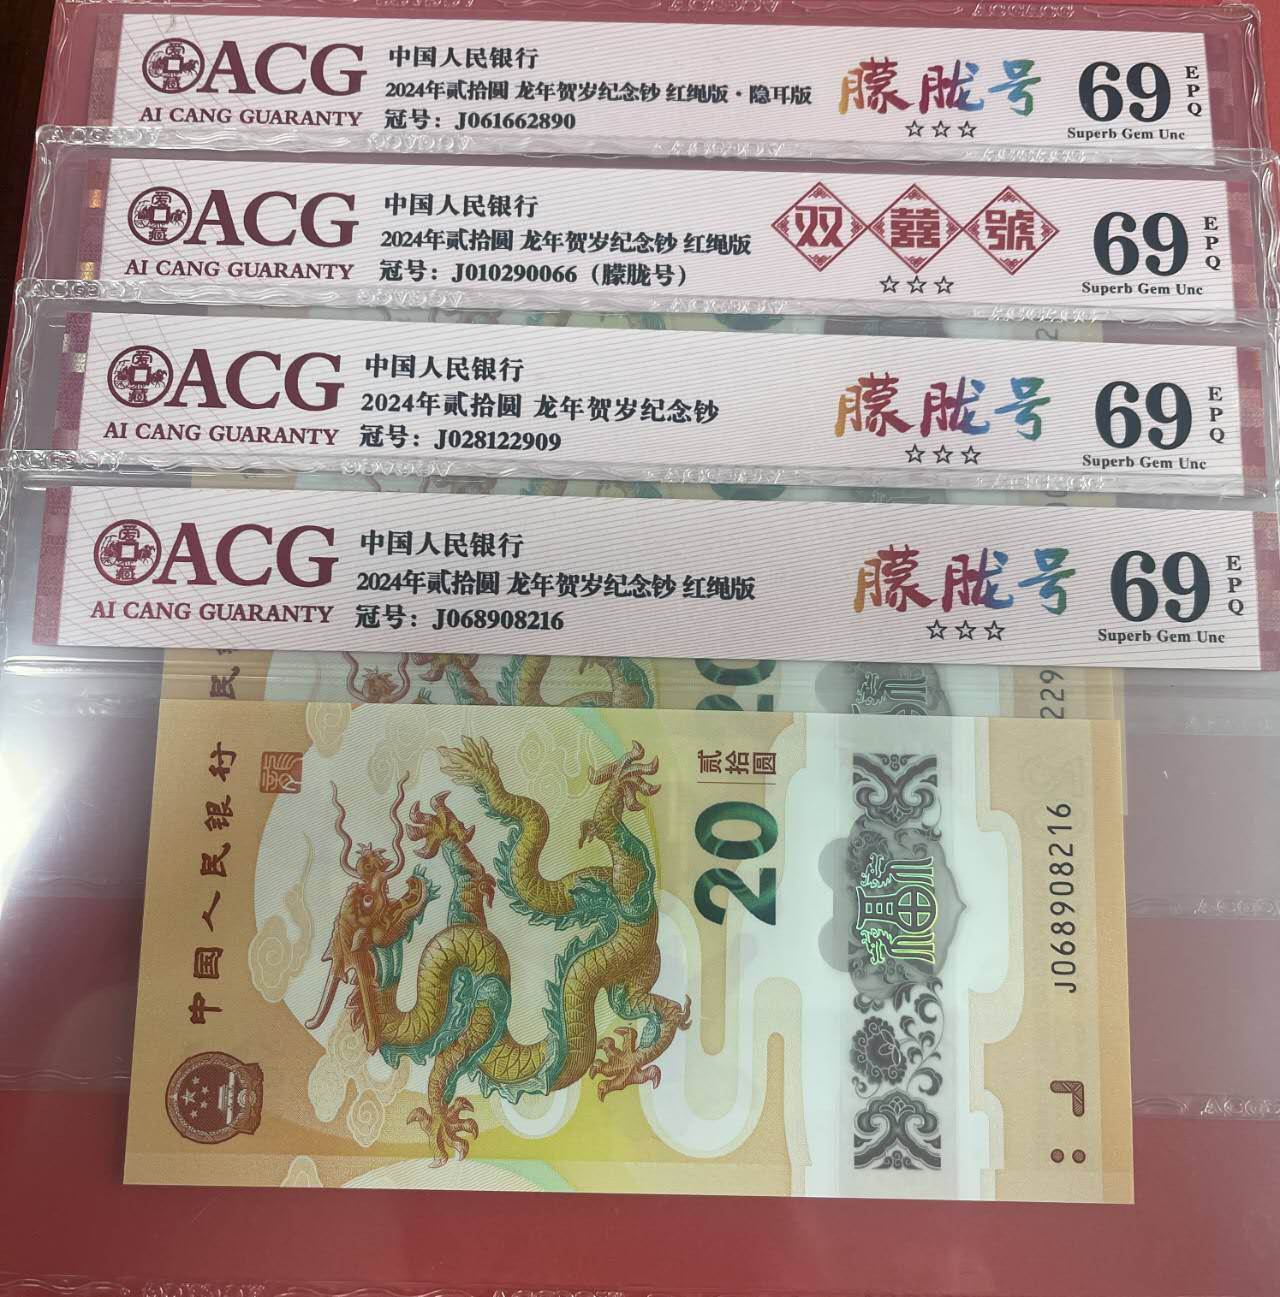 ACG
AI CANG GUARANTY
中国人民银行
2024年贰拾圆 龙年贺岁纪念钞 红绳版·隐耳版
冠号：J061662890
朦胧号
☆☆☆
69
EPQ
Superb Gem Unc
ACG
AI CANG GUARANTY
中国人民银行
2024年贰拾圆 龙年贺岁纪念钞 红绳版
冠号：J010290066（朦胧号）
双囍號
☆☆☆
69
EPQ
Superb Gem Unc
ACG
AI CANG GUARANTY
中国人民银行
2024年贰拾圆 龙年贺岁纪念钞
冠号：J028122909
朦胧号
☆☆☆
69
EPQ
Superb Gem Unc
ACG
AI CANG GUARANTY
中国人民银行
2024年贰拾圆 龙年贺岁纪念钞 红绳版
冠号：J068908216
朦胧号
☆☆☆
69
EPQ
Superb Gem Unc
中国人民银行
贰拾圆
20
J068908216